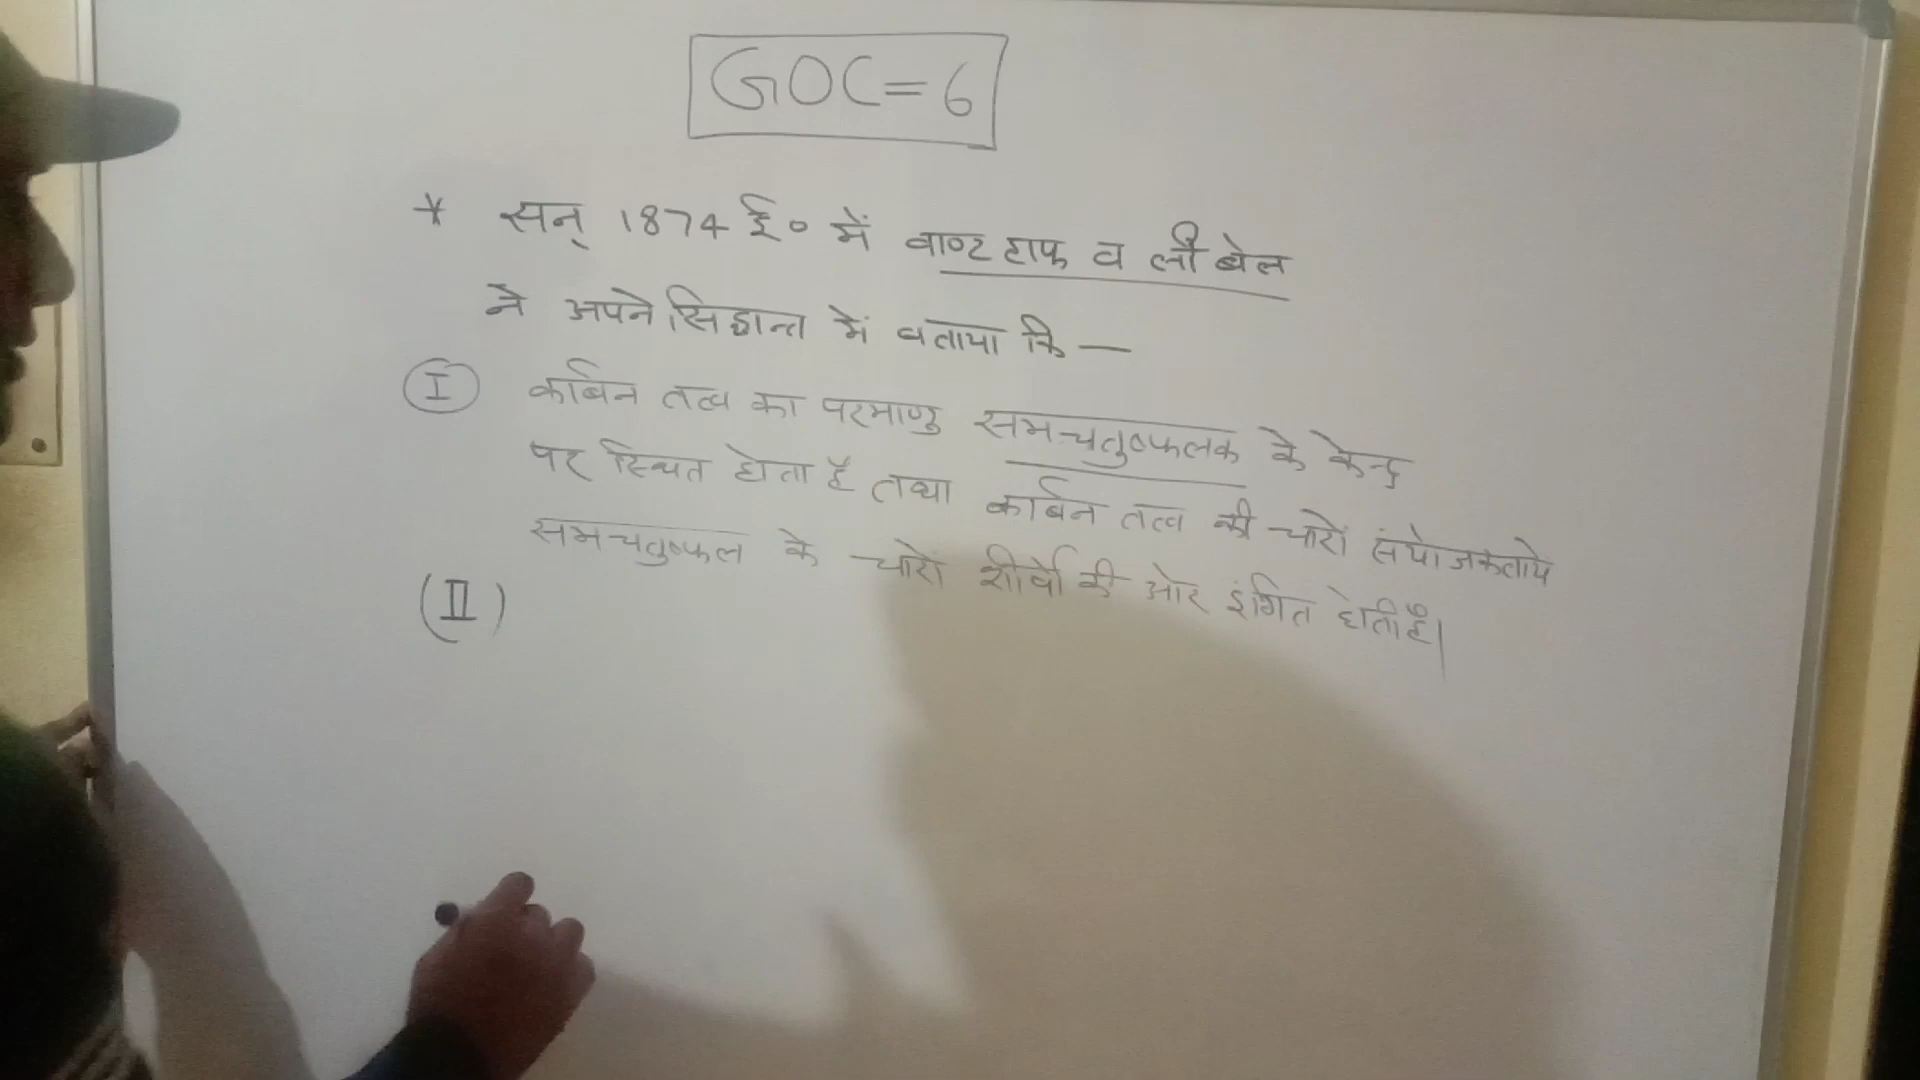 GOC = 6
* सन् 1874 ई० में वाण्ट हाफ व ली बेल
ने अपने सिद्धान्त में बताया कि —
I कार्बन तत्व का परमाणु समचतुष्फलक के केन्द्र
पर स्थित होता है तथा कार्बन तत्व की चारों संयोजकताये
समचतुष्फल के चारों शीर्षो की ओर इंगित होती है।
(II)